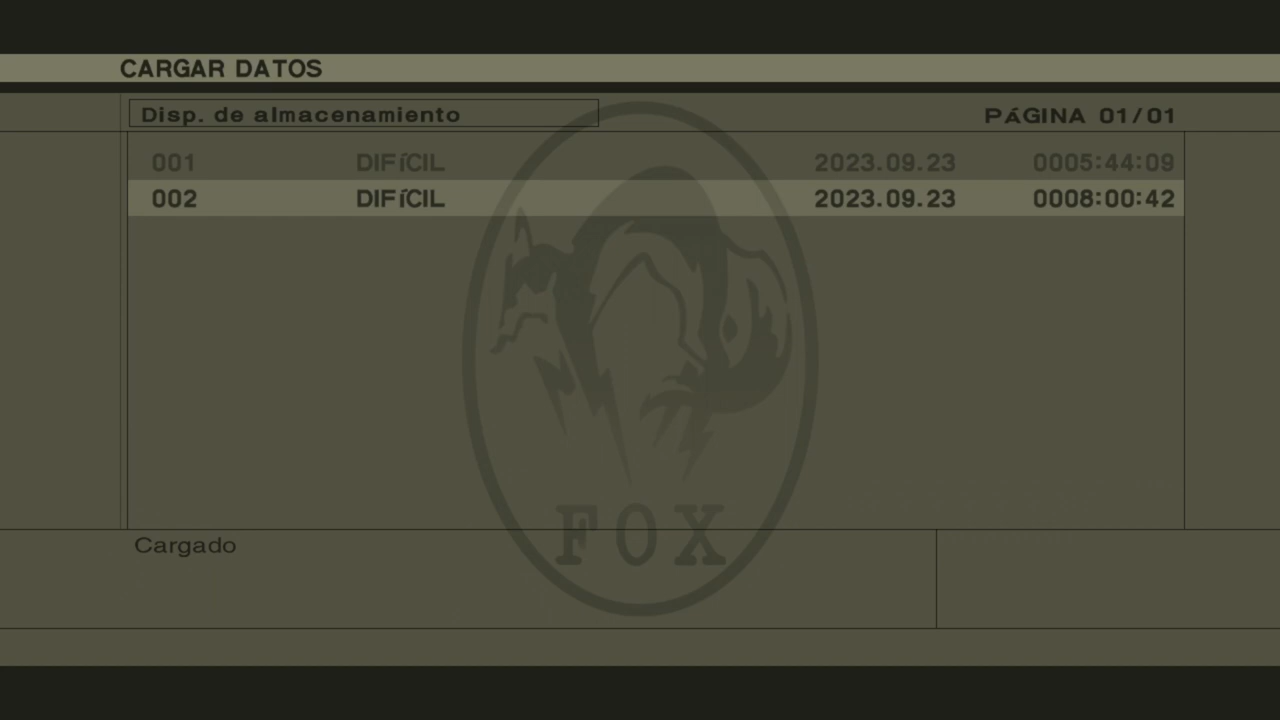 CARGAR DATOS
Disp. de almacenamiento PÁGINA 01/01
001 DIFíCIL 2023.09.23 0005:44:09
002 DIFíCIL 2023.09.23 0008:00:42
FOX
Cargado